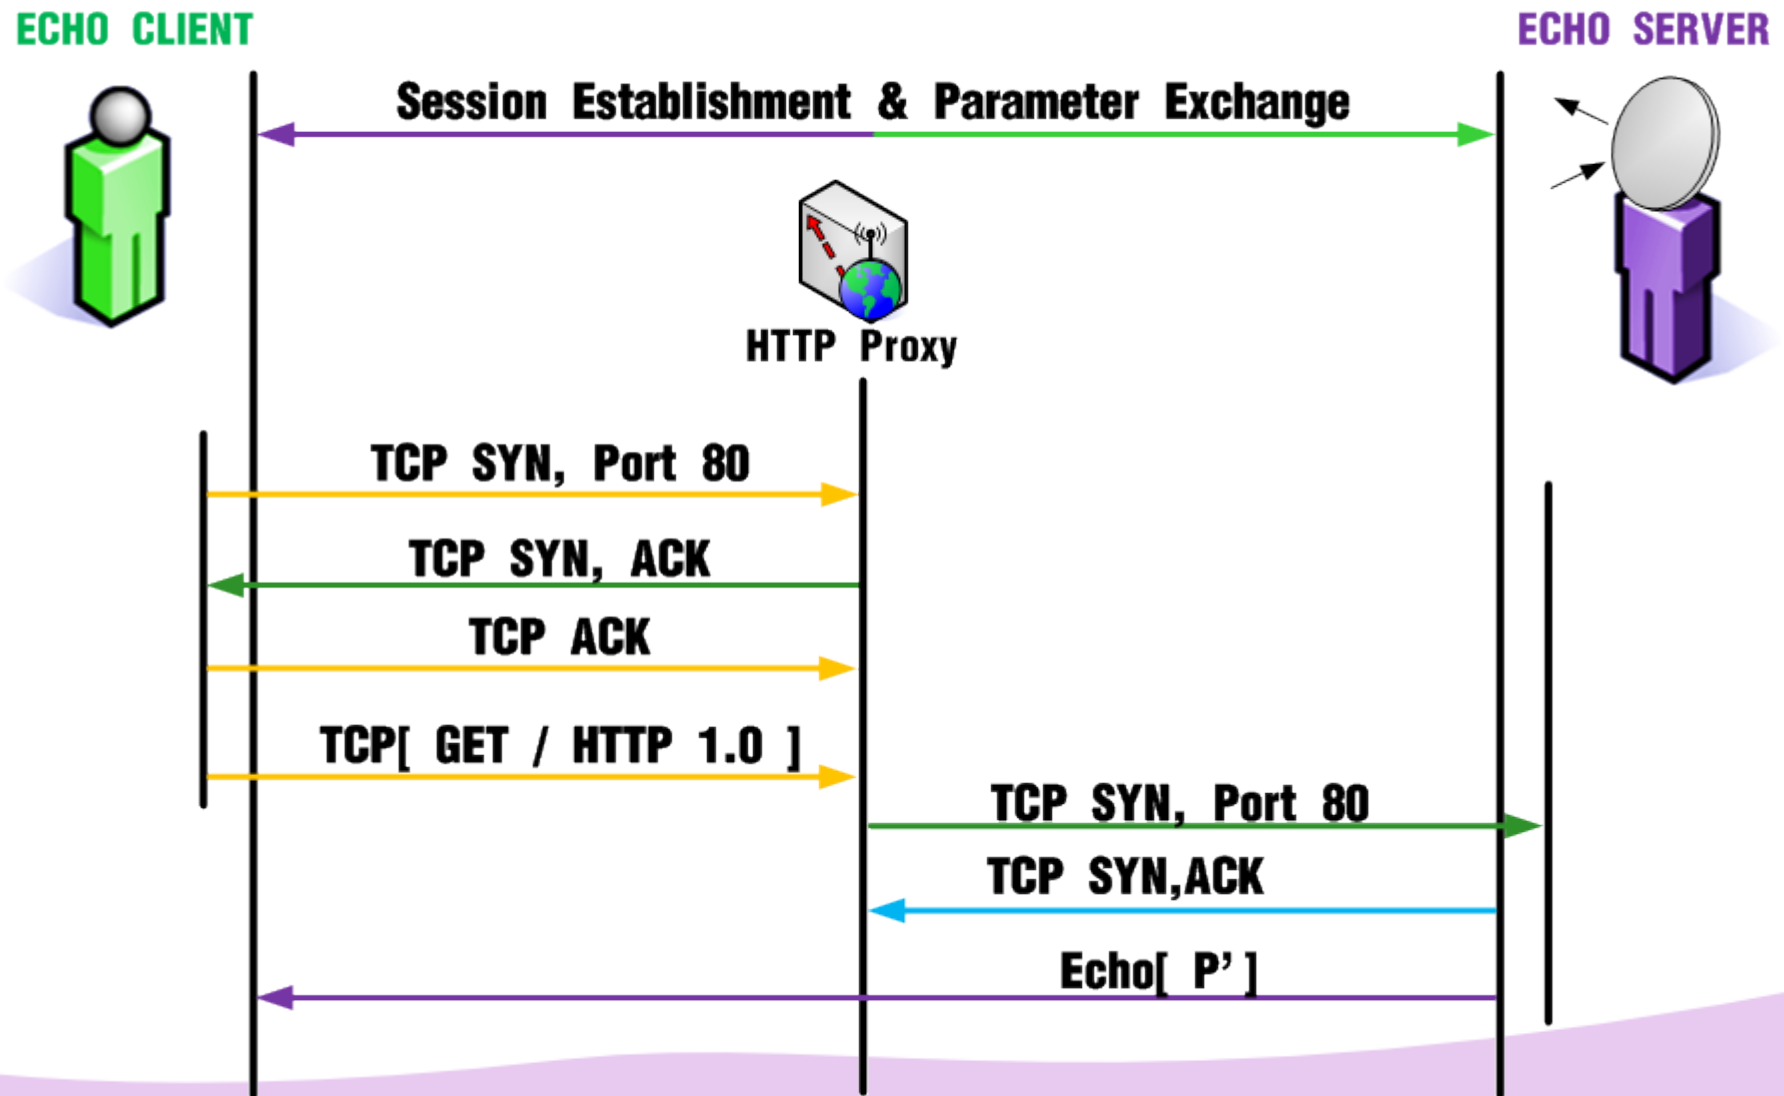 ECHO CLIENT
ECHO SERVER
Session Establishment & Parameter Exchange
HTTP Proxy
TCP SYN, Port 80
TCP SYN, ACK
TCP ACK
TCP[ GET / HTTP 1.0 ]
TCP SYN, Port 80
TCP SYN,ACK
Echo[ P’ ]